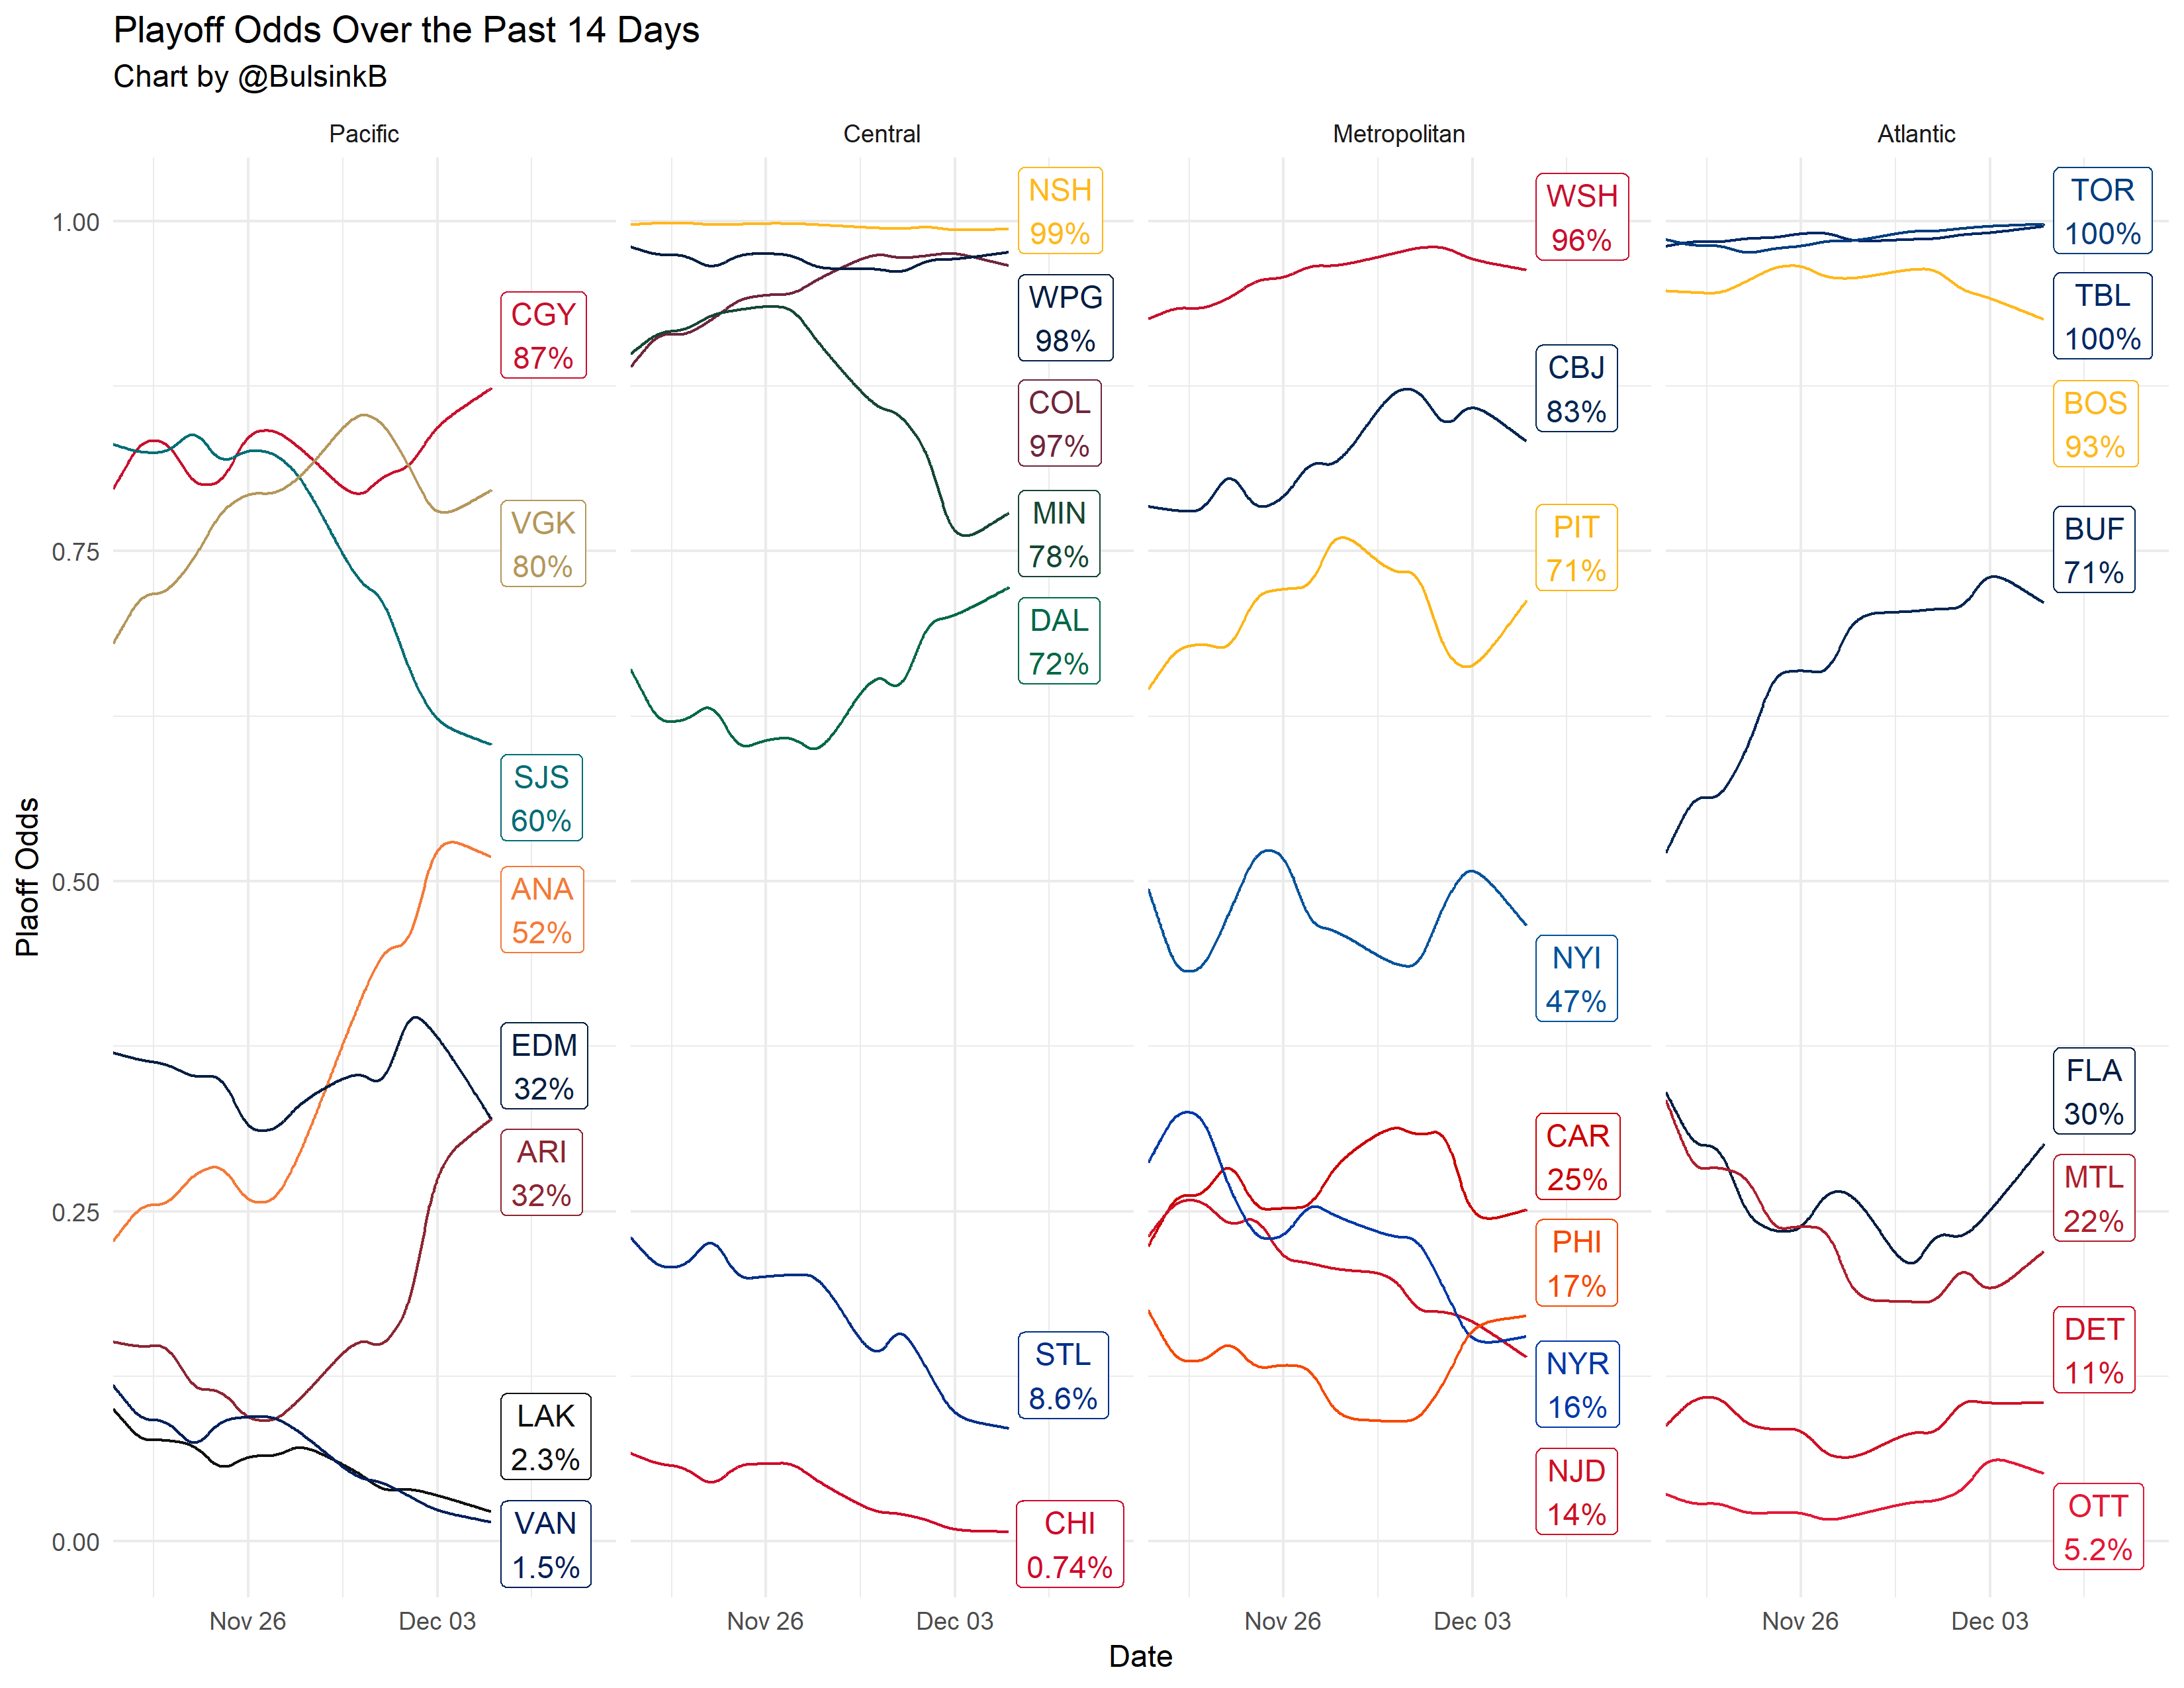 Playoff Odds Over the Past 14 Days
Chart by @BulsinkB
Pacific
Central
Metropolitan
Atlantic
Plaoff Odds
1.00
0.75
0.50
0.25
0.00
CGY
87%
VGK
80%
SJS
60%
ANA
52%
EDM
32%
ARI
32%
LAK
2.3%
VAN
1.5%
NSH
99%
WPG
98%
COL
97%
MIN
78%
DAL
72%
STL
8.6%
CHI
0.74%
WSH
96%
CBJ
83%
PIT
71%
NYI
47%
CAR
25%
PHI
17%
NYR
16%
NJD
14%
TOR
100%
TBL
100%
BOS
93%
BUF
71%
FLA
30%
MTL
22%
DET
11%
OTT
5.2%
Nov 26
Dec 03
Nov 26
Dec 03
Nov 26
Dec 03
Nov 26
Dec 03
Date